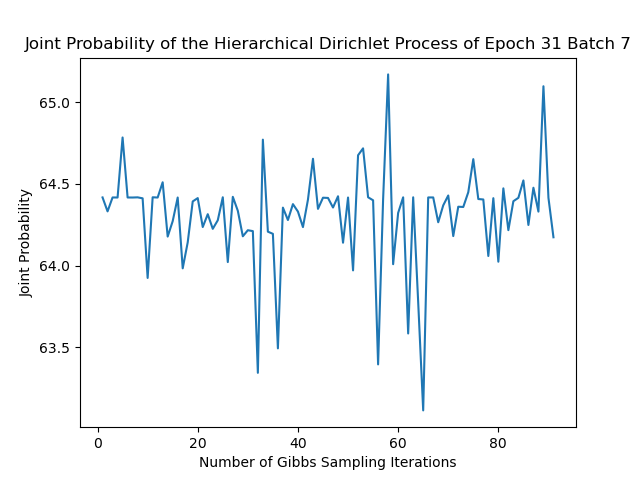 Joint Probability of the Hierarchical Dirichlet Process of Epoch 31 Batch 7
65.0
64.5
64.0
63.5
Joint Probability
0 20 40 60 80
Number of Gibbs Sampling Iterations